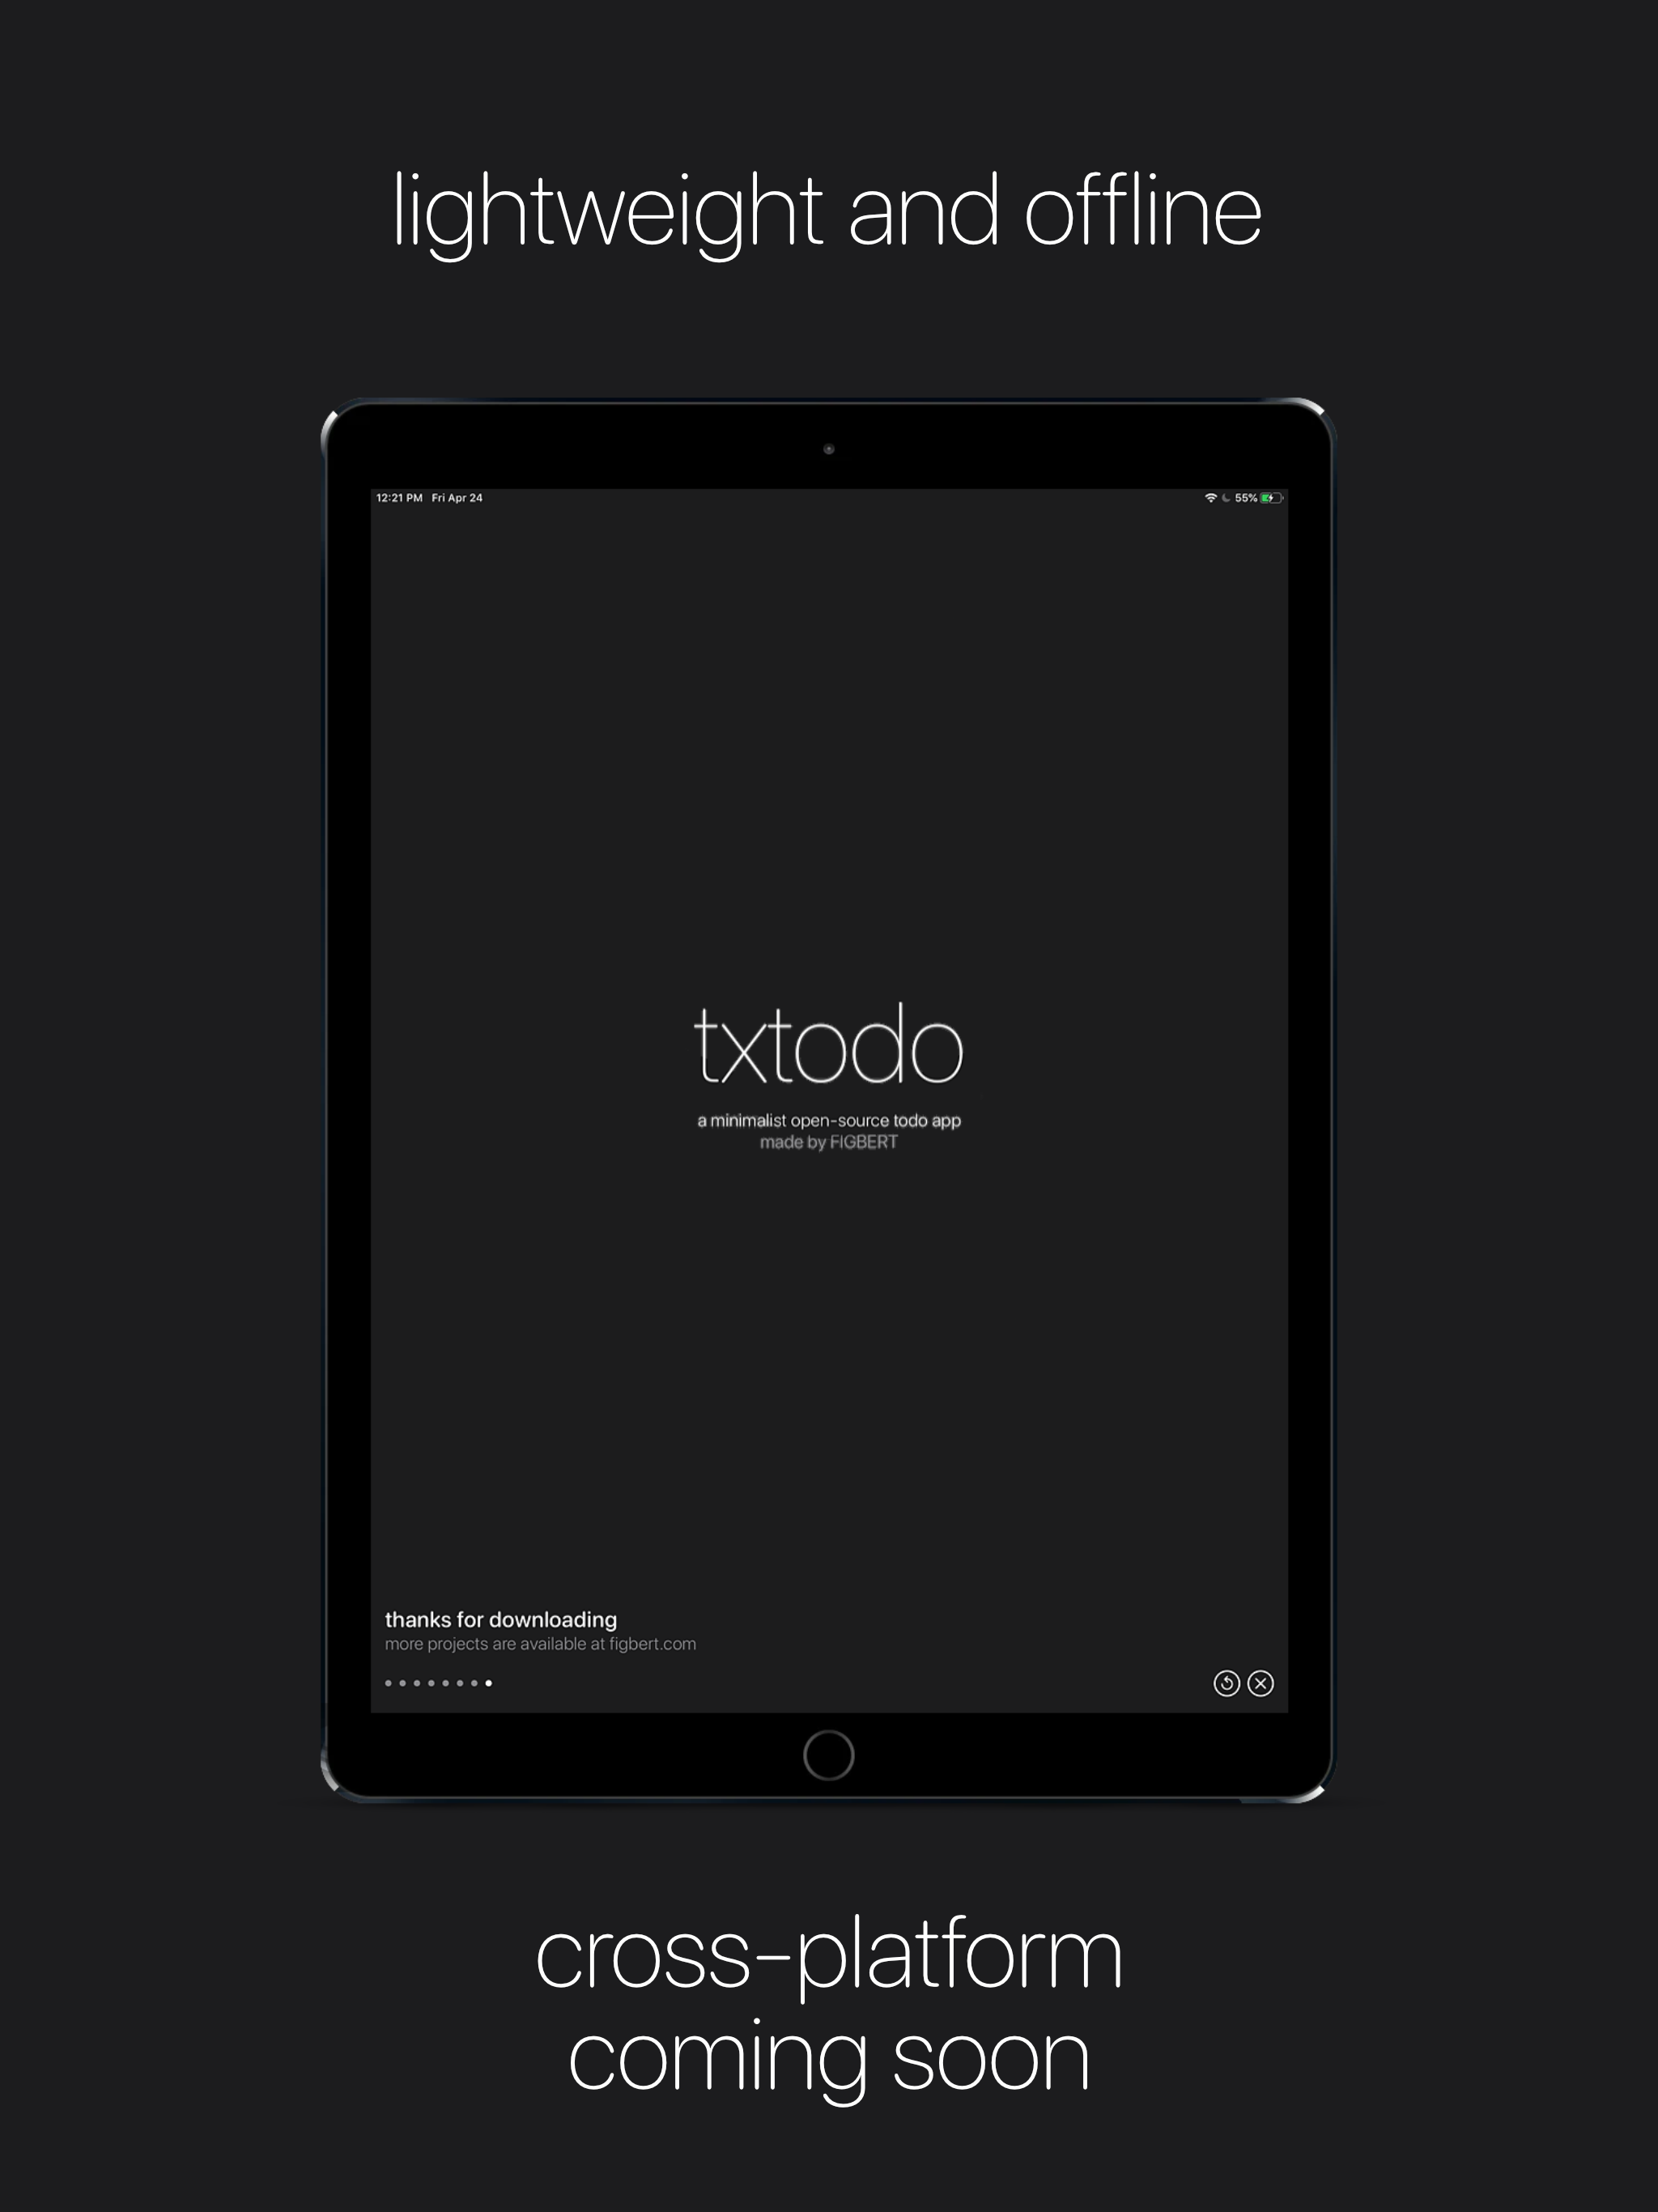 lightweight and offline
12:21 PM Fri Apr 24 55%
txtodo
a minimalist open-source todo app
made by FIGBERT
thanks for downloading
more projects are available at figbert.com
cross-platform
coming soon